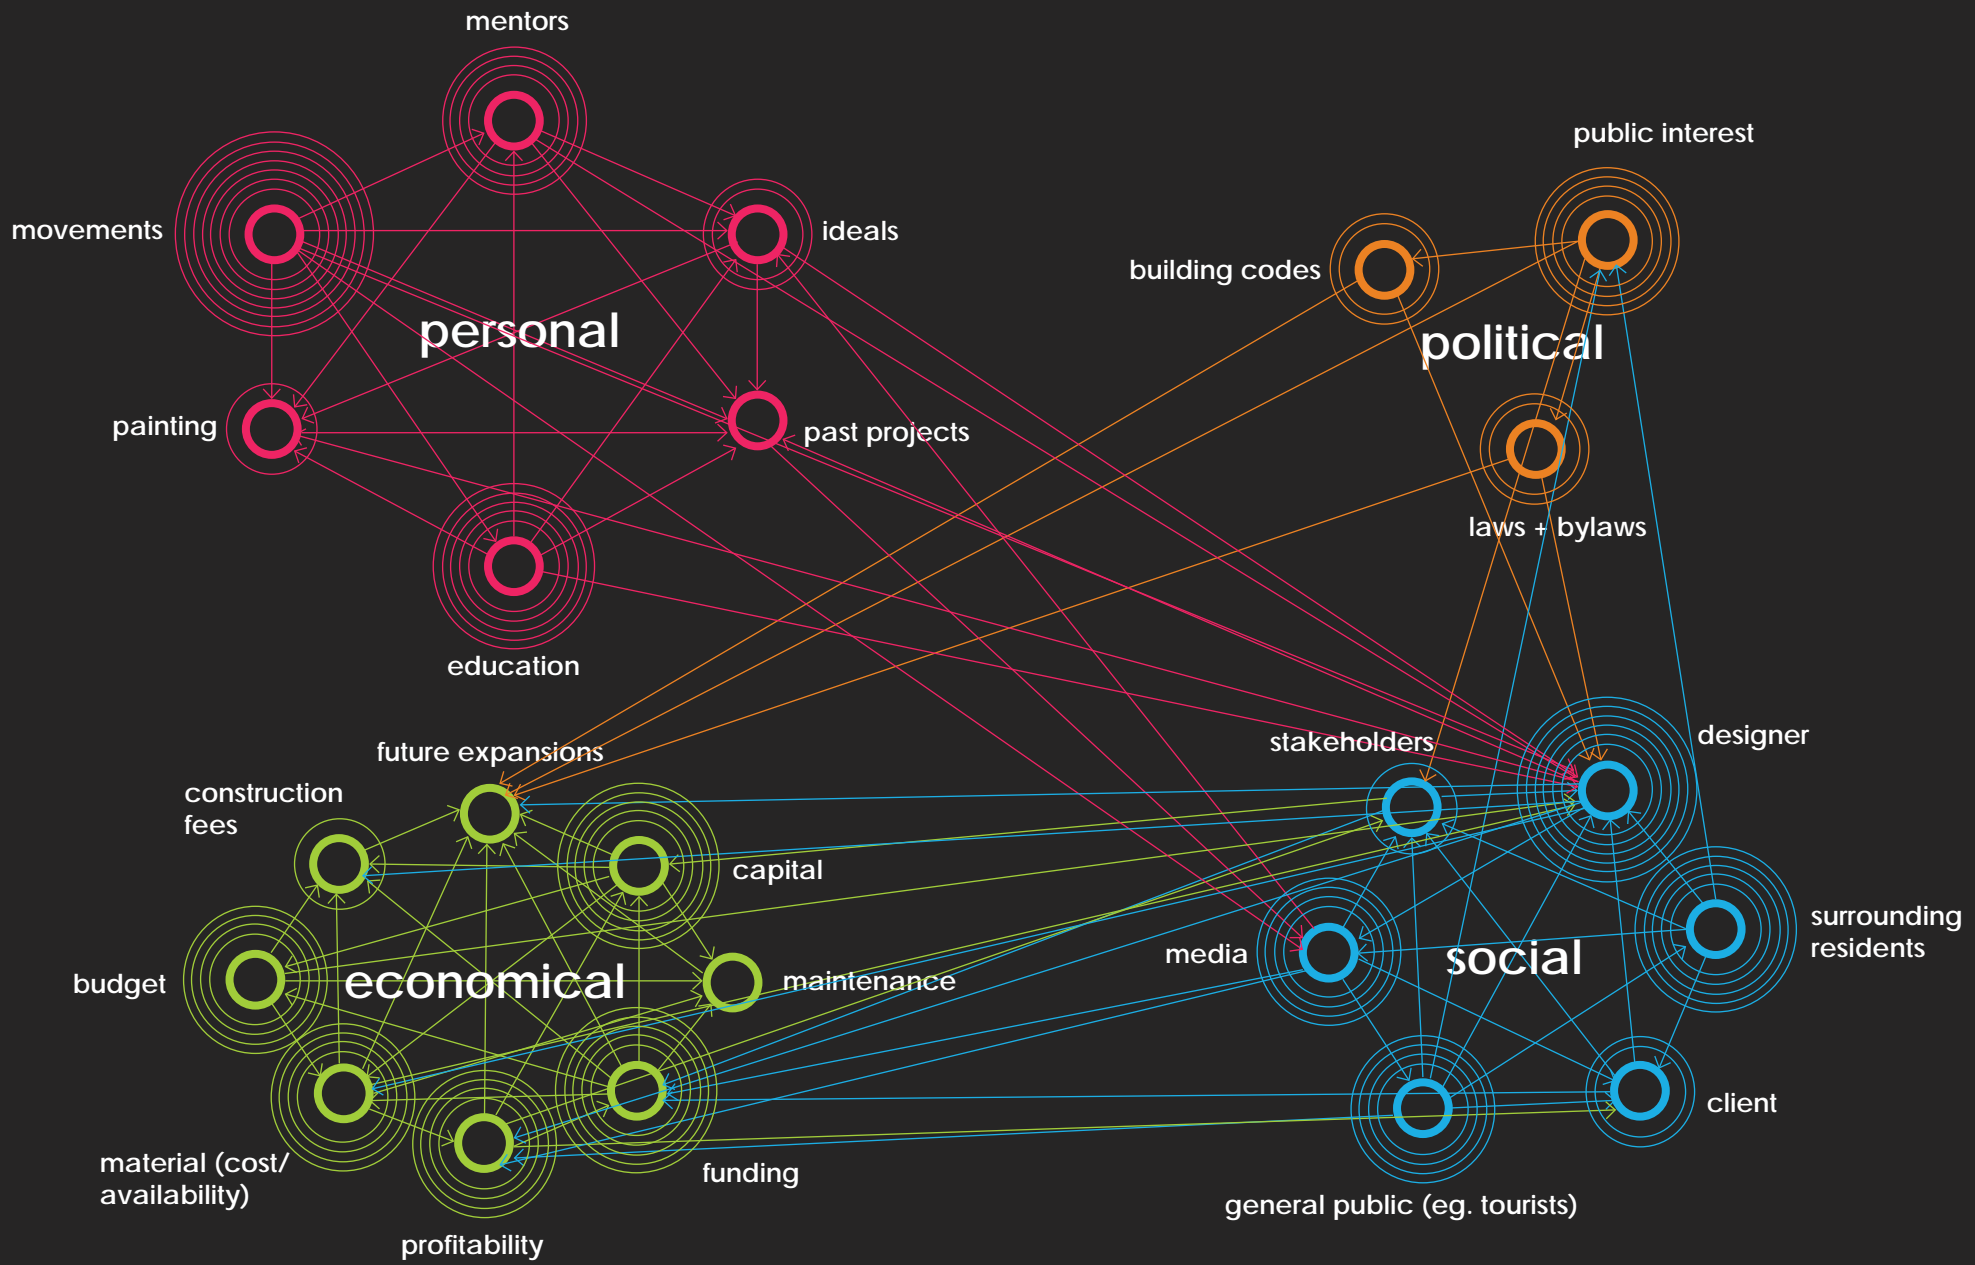 mentors
movements
ideals
personal
painting
past projects
education
public interest
building codes
political
laws + bylaws
future expansions
construction
fees
capital
budget
economical
maintenance
material (cost/
availability)
funding
profitability
stakeholders
designer
surrounding
residents
media
social
client
general public (eg. tourists)